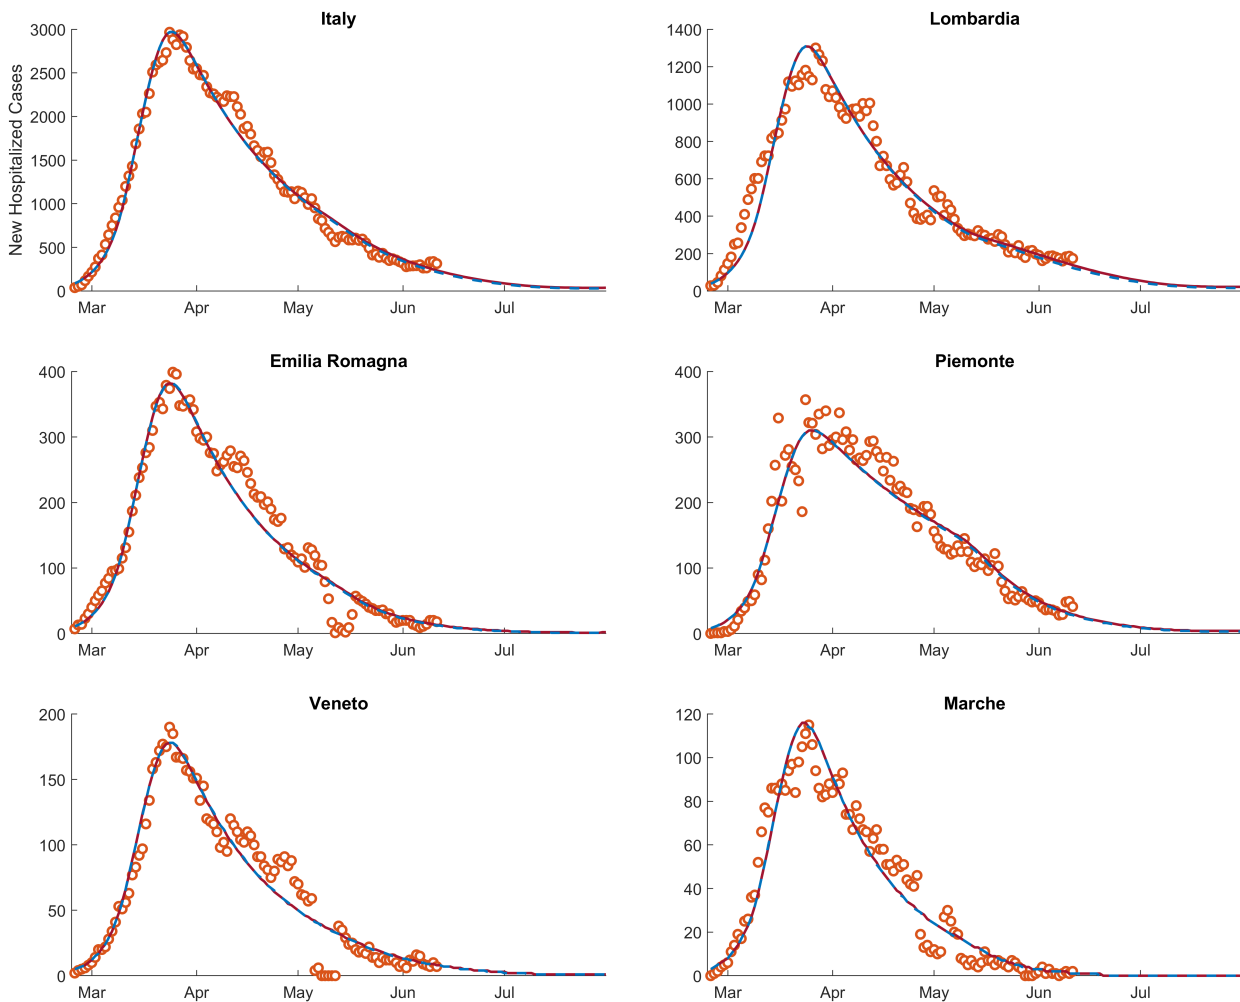 Italy
New Hospitalized Cases
3000
2500
2000
1500
1000
500
0
Mar Apr May Jun Jul
Lombardia
1400
1200
1000
800
600
400
200
0
Mar Apr May Jun Jul
Emilia Romagna
400
300
200
100
0
Mar Apr May Jun Jul
Piemonte
400
300
200
100
0
Mar Apr May Jun Jul
Veneto
200
150
100
50
0
Mar Apr May Jun Jul
Marche
120
100
80
60
40
20
0
Mar Apr May Jun Jul